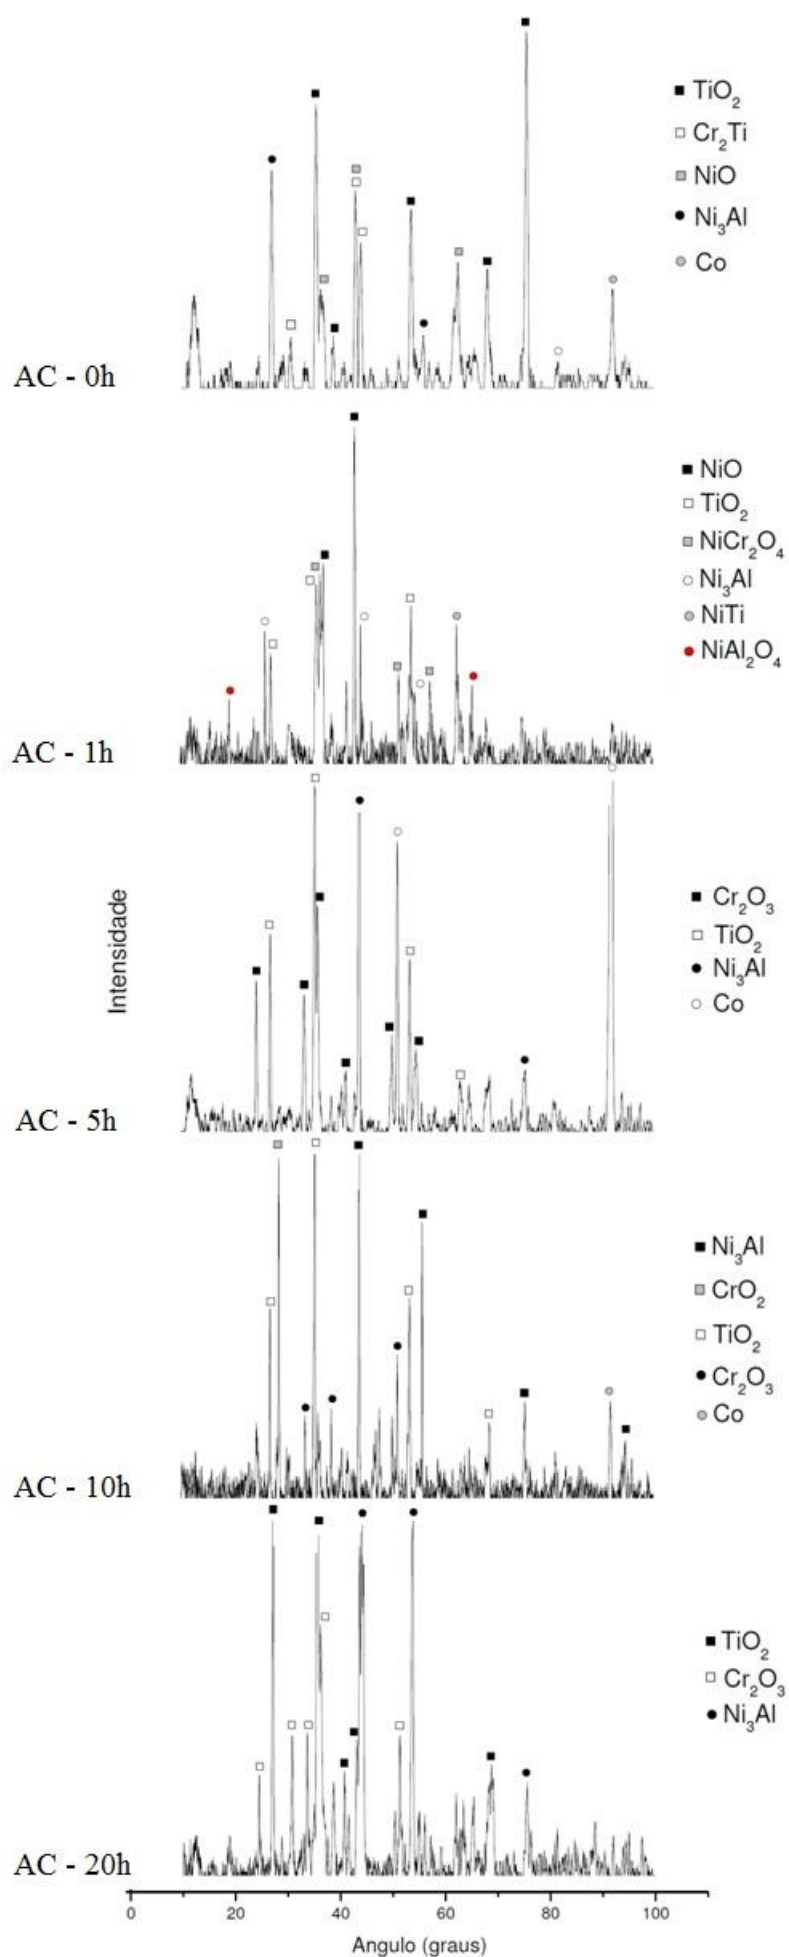 TiO2
Cr2Ti
NiO
Ni3Al
Co
AC - 0h
NiO
TiO2
NiCr2O4
Ni3Al
NiTi
NiAl2O4
AC - 1h
Intensidade
Cr2O3
TiO2
Ni3Al
Co
AC - 5h
Ni3Al
CrO2
TiO2
Cr2O3
Co
AC - 10h
TiO2
Cr2O3
Ni3Al
AC - 20h
0 20 40 60 80 100
Angulo (graus)